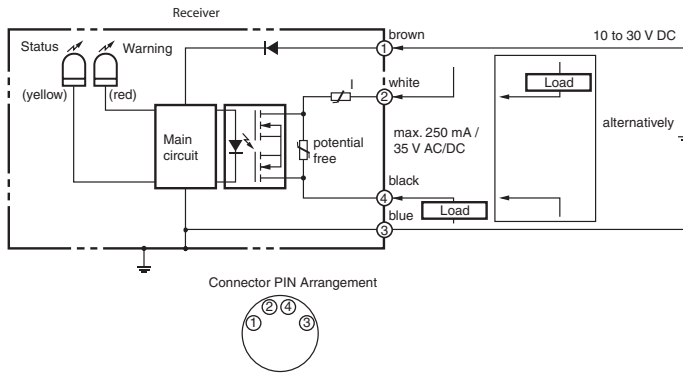 Receiver
brown
10 to 30 V DC
Status
Warning
1
(yellow)
(red)
I
white
2
Load
Main
circuit
potential
free
max. 250 mA /
35 V AC/DC
alternatively
black
4
Load
blue
3
Connector PIN Arrangement
2 4
1 3